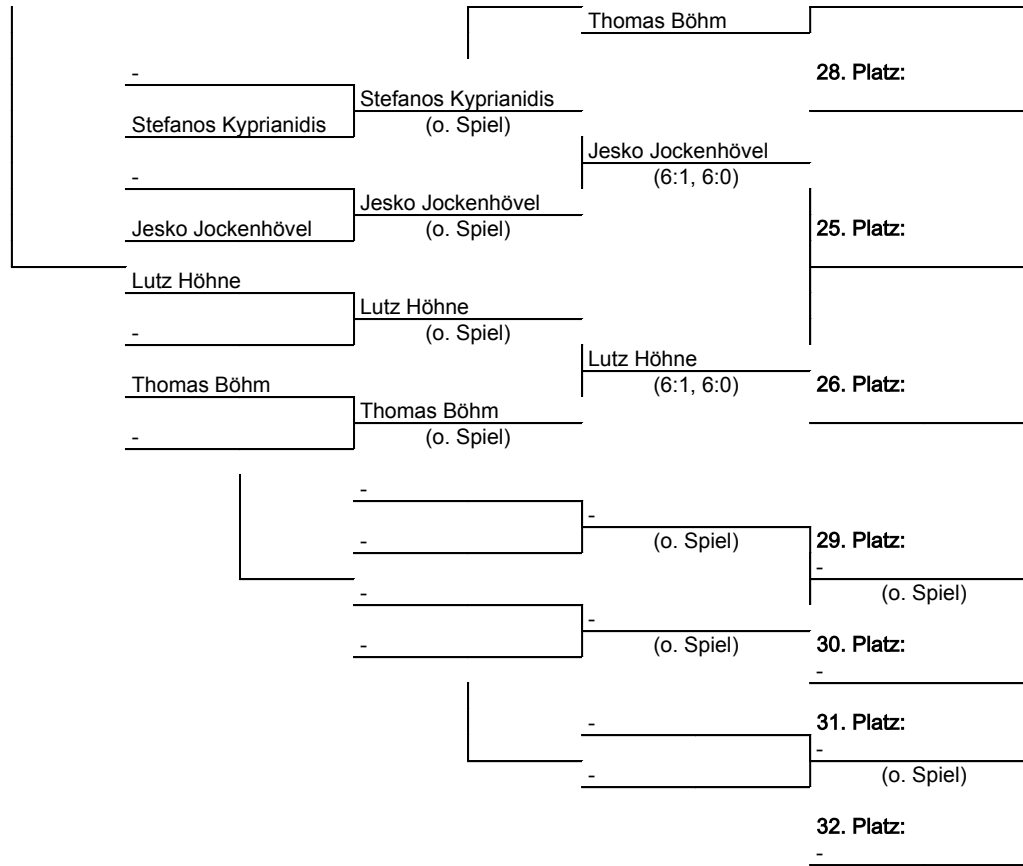 Thomas Böhm
28. Platz:
-
Stefanos Kyprianidis
Stefanos Kyprianidis
(o. Spiel)
Jesko Jockenhövel
(6:1, 6:0)
-
Jesko Jockenhövel
Jesko Jockenhövel
(o. Spiel)
25. Platz:
Lutz Höhne
Lutz Höhne
-
(o. Spiel)
Lutz Höhne
(6:1, 6:0)
26. Platz:
Thomas Böhm
Thomas Böhm
-
(o. Spiel)
-
-
-
(o. Spiel)
29. Platz:
-
(o. Spiel)
-
-
-
(o. Spiel)
30. Platz:
-
-
31. Platz:
-
-
(o. Spiel)
32. Platz:
-